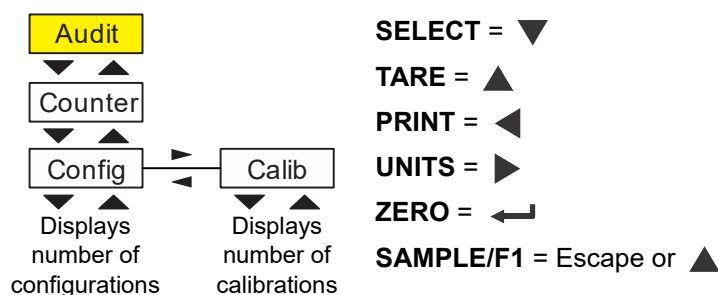 Audit
Counter
Config
Calib
Displays
number of
configurations
Displays
number of
calibrations
SELECT = ▼
TARE = ▲
PRINT = ◀
UNITS = ▶
ZERO = ↵
SAMPLE/F1 = Escape or ▲